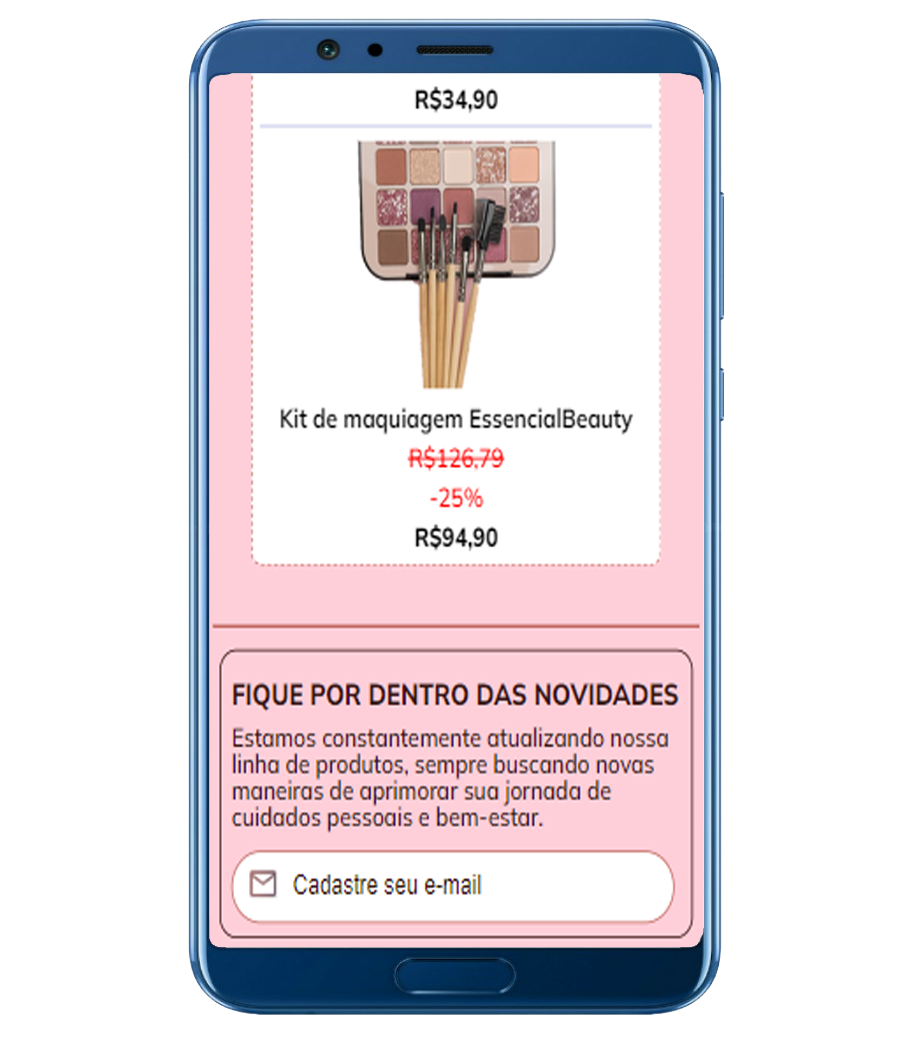 R$34,90
Kit de maquiagem EssencialBeauty
R$126,79
-25%
R$94,90
FIQUE POR DENTRO DAS NOVIDADES
Estamos constantemente atualizando nossa
linha de produtos, sempre buscando novas
maneiras de aprimorar sua jornada de
cuidados pessoais e bem-estar.
Cadastre seu e-mail